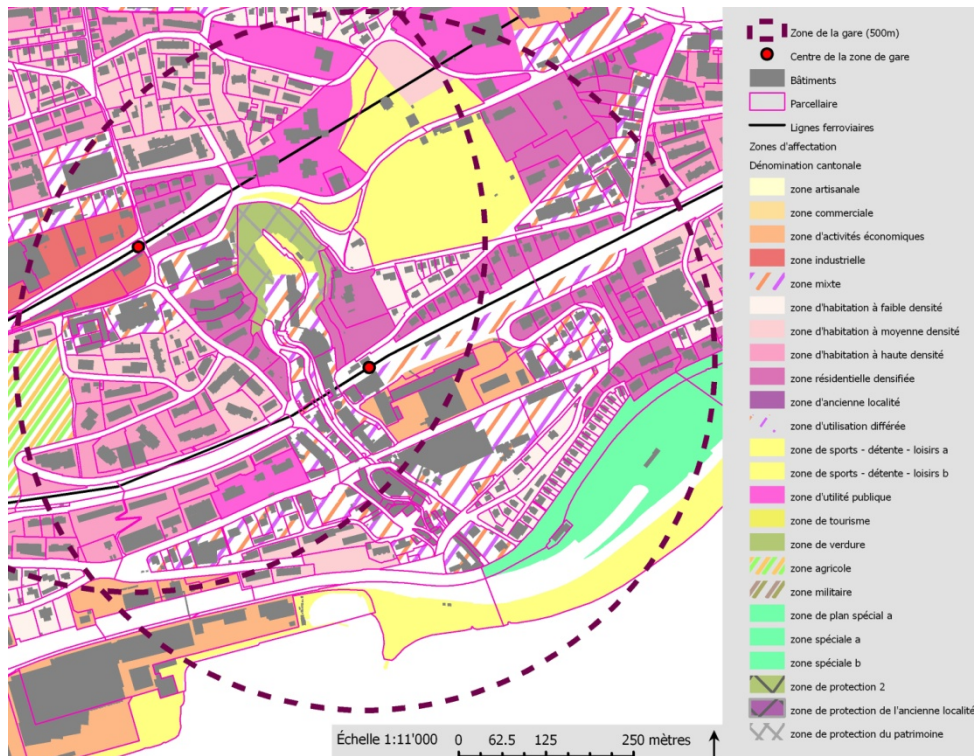 Zone de la gare (500m)
Centre de la zone de gare
Bâtiments
Parcellaire
Lignes ferroviaires
Zones d'affectation
Dénomination cantonale
zone artisanale
zone commerciale
zone d'activités économiques
zone industrielle
zone mixte
zone d'habitation à faible densité
zone d'habitation à moyenne densité
zone d'habitation à haute densité
zone résidentielle densifiée
zone d'ancienne localité
zone d'utilisation différée
zone de sports - détente - loisirs a
zone de sports - détente - loisirs b
zone d'utilité publique
zone de tourisme
zone de verdure
zone agricole
zone militaire
zone de plan spécial a
zone spéciale a
zone spéciale b
zone de protection 2
zone de protection de l'ancienne localité
zone de protection du patrimoine
Échelle 1:11'000 0 62.5 125 250 mètres